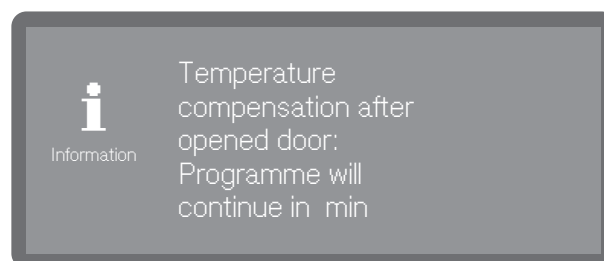 Temperature
compensation after
opened door:
Programme will
continue in  min
Information